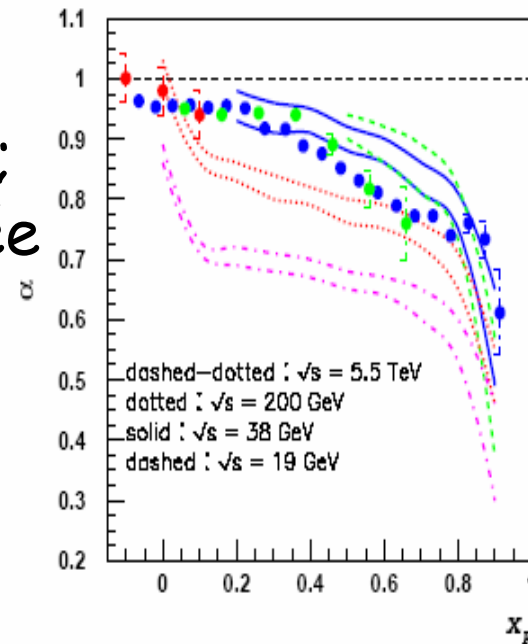 1.1
1
0.9
0.8
0.7
0.6
0.5
0.4
0.3
0.2
α
dashed-dotted : √s = 5.5 TeV
dotted : √s = 200 GeV
solid : √s = 38 GeV
dashed : √s = 19 GeV
0 0.2 0.4 0.6 0.8
x